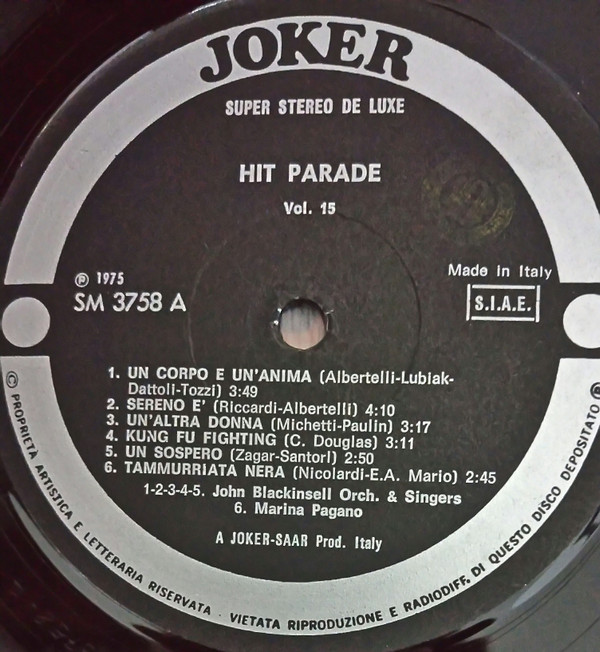 JOKER
SUPER STEREO DE LUXE
HIT PARADE
Vol. 15
℗ 1975
SM 3758 A
Made in Italy
S.I.A.E.
1. UN CORPO E UN'ANIMA (Albertelli-Lubiak-
Dattoli-Tozzi) 3:49
2. SERENO E' (Riccardi-Albertelli) 4:10
3. UN'ALTRA DONNA (Michetti-Paulin) 3:17
4. KUNG FU FIGHTING (C. Douglas) 3:11
5. UN SOSPERO (Zagar-Santorl) 2:50
6. TAMMURRIATA NERA (Nicolardi-E.A. Mario) 2:45
1-2-3-4-5. John Blackinsell Orch. & Singers
6. Marina Pagano
A JOKER-SAAR Prod. Italy
© PROPRIETÀ ARTISTICA E LETTERARIA RISERVATA · VIETATA RIPRODUZIONE E RADIODIFF. DI QUESTO DISCO DEPOSITATO ℗